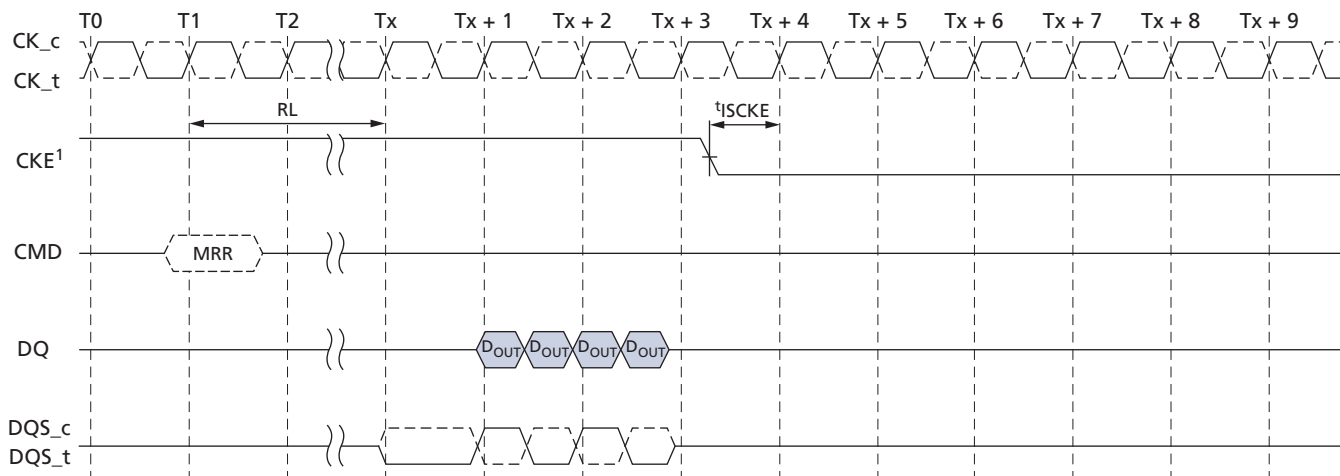 T0 T1 T2 Tx Tx + 1 Tx + 2 Tx + 3 Tx + 4 Tx + 5 Tx + 6 Tx + 7 Tx + 8 Tx + 9
CK_c
CK_t
RL
tISCKE
CKE1
CMD
MRR
DQ
DOUT DOUT DOUT DOUT
DQS_c
DQS_t